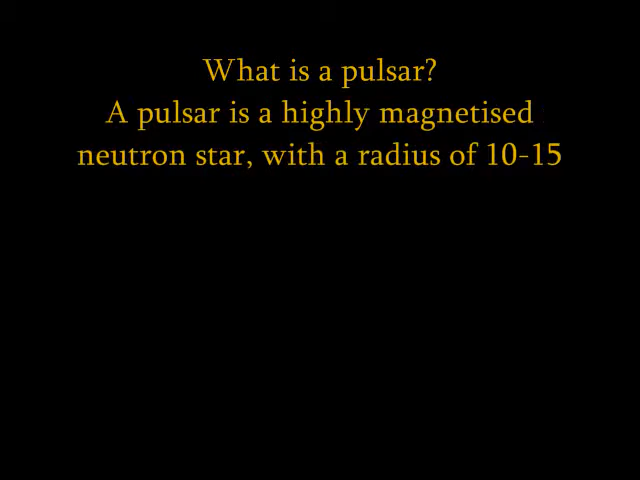 What is a pulsar?
A pulsar is a highly magnetised
neutron star, with a radius of 10-15